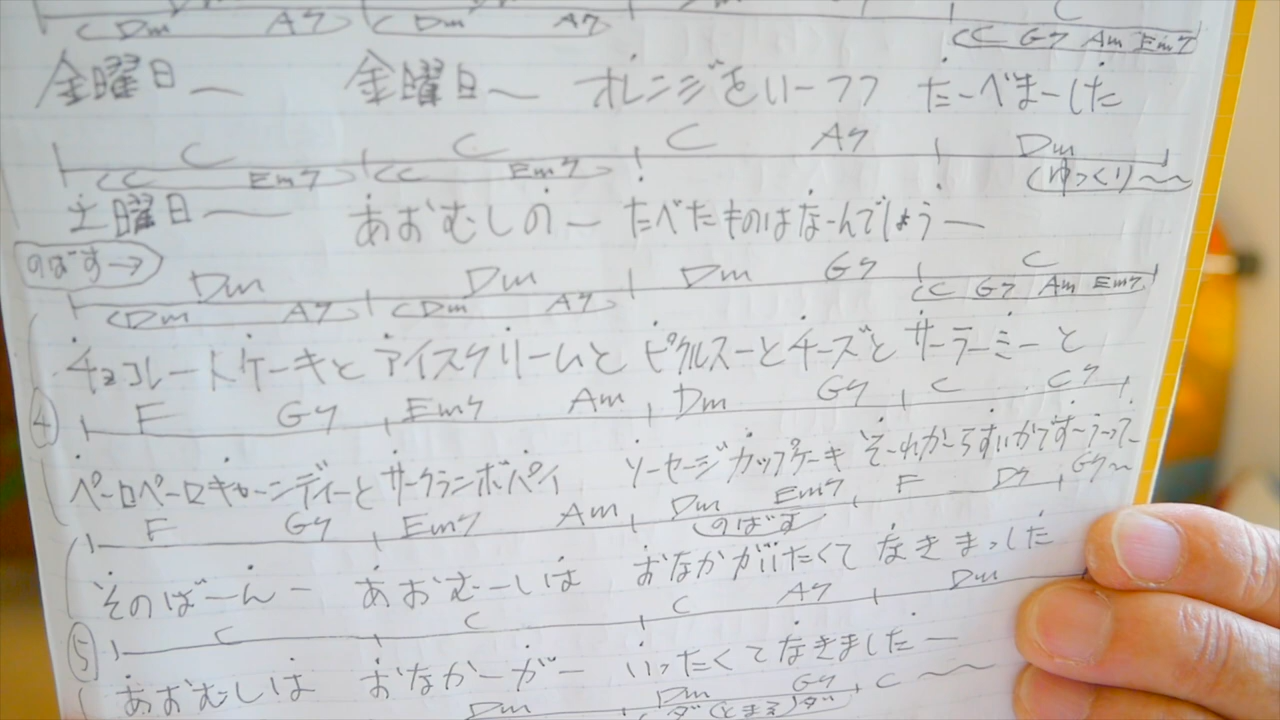 C
(Dm A7) (Dm A7) (C G7 Am Em7)
金曜日〜 金曜日〜 オレンジをいーつつ たーべまーした
C C C A7 Dm
(C Em7) (C Em7) (ゆっくり〜〜)
土曜日〜 あおむしのー たべたものはなーんでしょうー
のばす→
Dm Dm Dm G7 C
(Dm A7) (Dm A7) (C G7 Am Em7)
チョコレートケーキと アイスクリームと ピクルスーとチーズと サーラーミーと
④ F G7 Em7 Am Dm G7 C C7
ペーロペーロキャーンディーと サークランボパイ ソーセージカップケーキ そーれからすいかですーって〜
F G7 Em7 Am Dm Em7 F D7 G7〜
(のばす)
そのばーんー あおむーしは おなかがいたくて なきまっした
⑤ C C C A7 Dm
あおむしは おなかーがー いったくてなきましたー
Dm Dm G7 C〜
(ダ(とまる)ダ